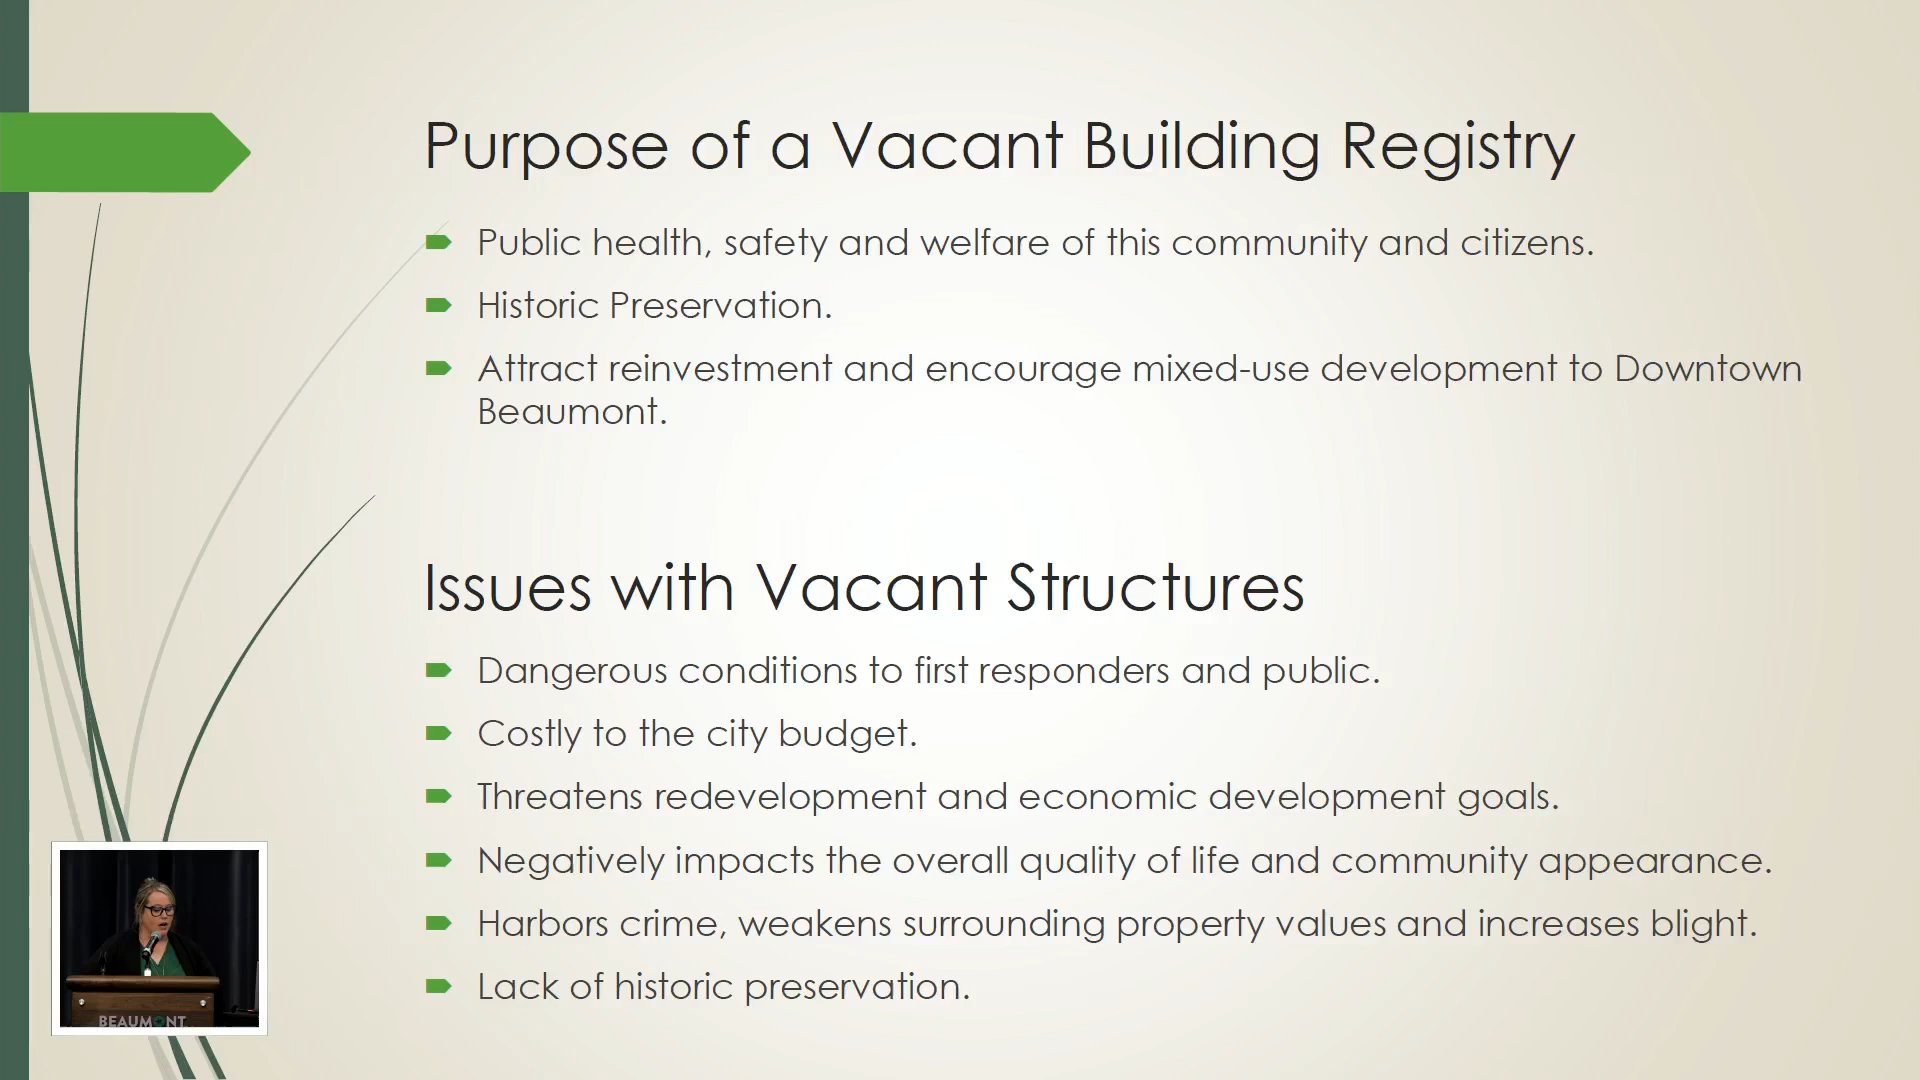 Purpose of a Vacant Building Registry
Public health, safety and welfare of this community and citizens.
Historic Preservation.
Attract reinvestment and encourage mixed-use development to Downtown
Beaumont.
Issues with Vacant Structures
Dangerous conditions to first responders and public.
Costly to the city budget.
Threatens redevelopment and economic development goals.
Negatively impacts the overall quality of life and community appearance.
Harbors crime, weakens surrounding property values and increases blight.
Lack of historic preservation.
BEAUMONT